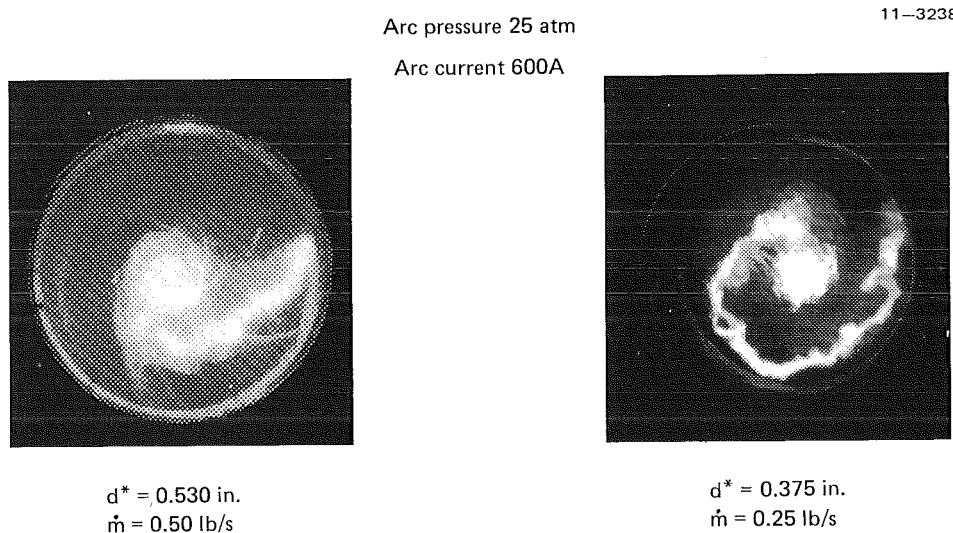 11—3238
Arc pressure 25 atm
Arc current 600A
d* = 0.530 in.
ṁ = 0.50 lb/s
d* = 0.375 in.
ṁ = 0.25 lb/s